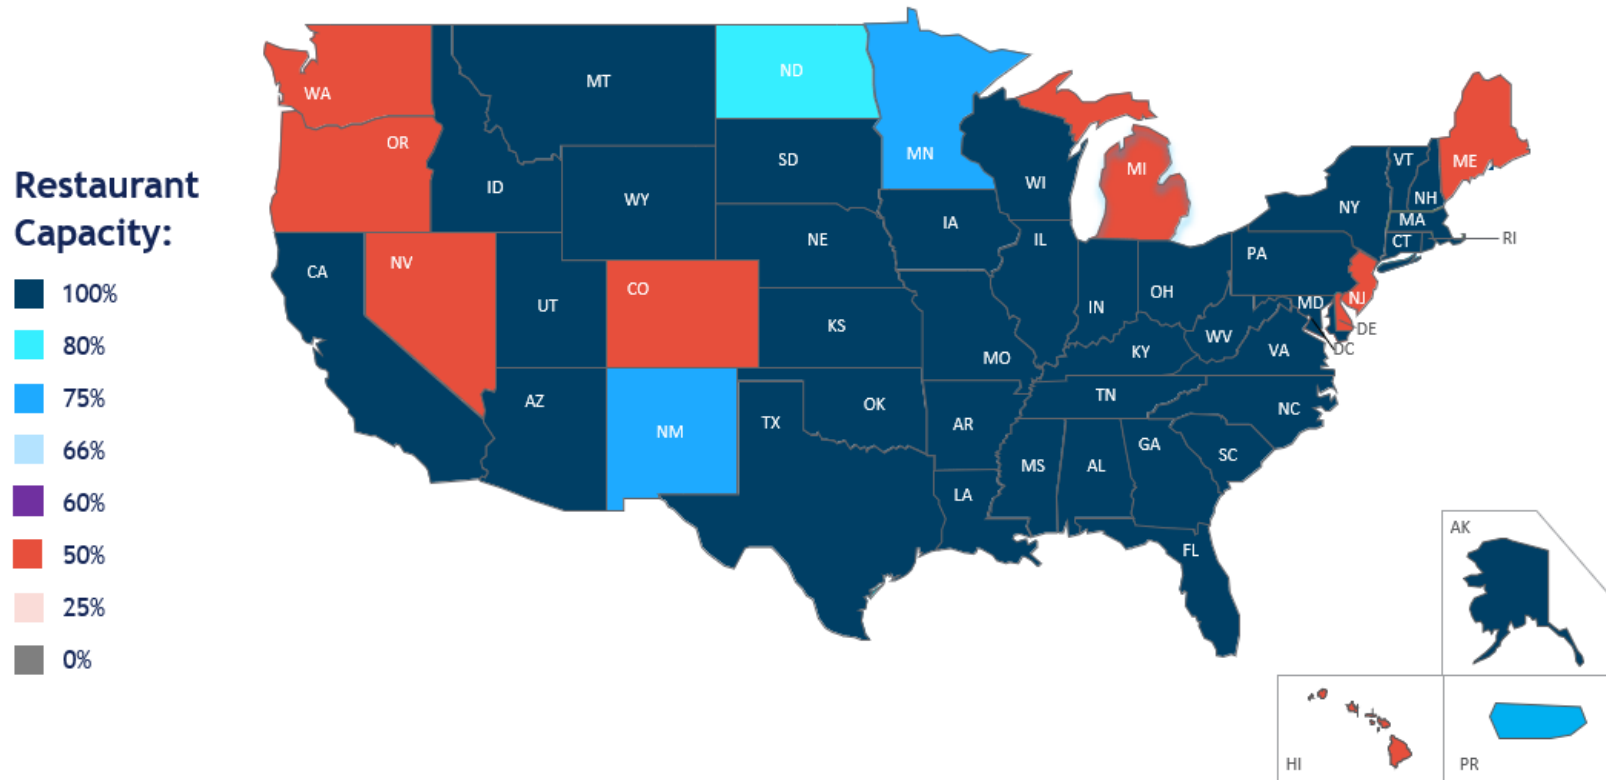 Restaurant
Capacity:
100%
80%
75%
66%
60%
50%
25%
0%
WA
MT
ND
OR
ID
WY
SD
MN
WI
MI
ME
VT
NH
NY
MA
CT
RI
CA
NV
UT
CO
NE
IA
IL
IN
OH
PA
NJ
MD
DE
DC
KS
MO
KY
WV
VA
AZ
NM
TX
OK
AR
TN
NC
MS
AL
GA
SC
LA
FL
AK
HI
PR